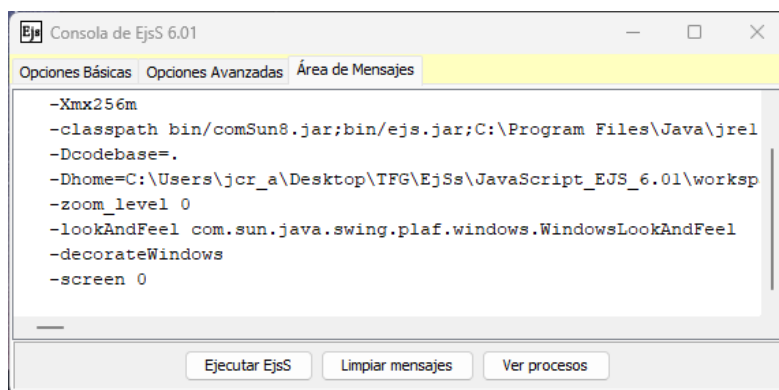 Ejs Consola de EjsS 6.01
Opciones Básicas Opciones Avanzadas Área de Mensajes
-Xmx256m
-classpath bin/comSun8.jar;bin/ejs.jar;C:\Program Files\Java\jre1
-Dcodebase=.
-Dhome=C:\Users\jcr_a\Desktop\TFG\EjSs\JavaScript_EJS_6.01\worksp
-zoom_level 0
-lookAndFeel com.sun.java.swing.plaf.windows.WindowsLookAndFeel
-decorateWindows
-screen 0
Ejecutar EjsS Limpiar mensajes Ver procesos